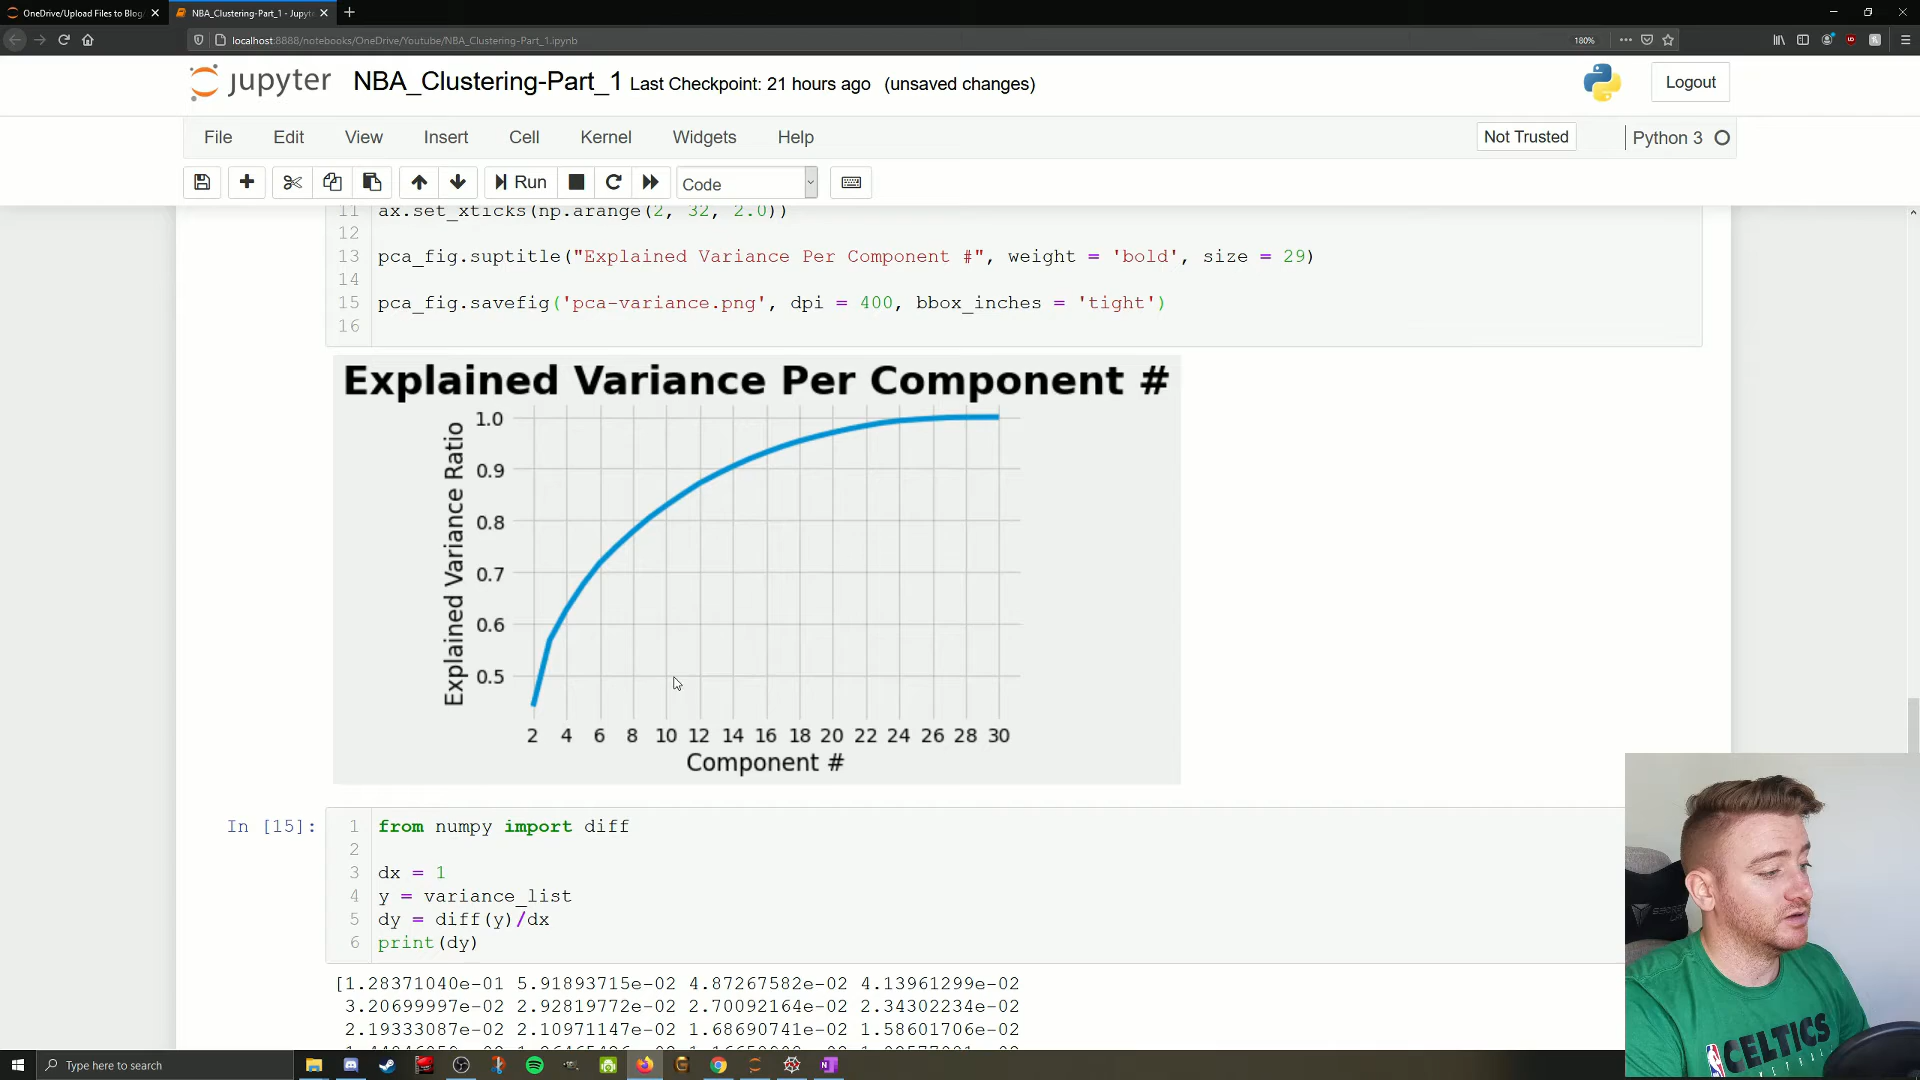 OneDrive/Upload Files to Blog/
NBA_Clustering-Part_1 - Jupyte
localhost:8888/notebooks/OneDrive/Youtube/NBA_Clustering-Part_1.ipynb
180%
jupyter NBA_Clustering-Part_1 Last Checkpoint: 21 hours ago (unsaved changes)
Logout
File Edit View Insert Cell Kernel Widgets Help
Not Trusted
Python 3
Run
Code
11 ax.set_xticks(np.arange(2, 32, 2.0))
12
13 pca_fig.suptitle("Explained Variance Per Component #", weight = 'bold', size = 29)
14
15 pca_fig.savefig('pca-variance.png', dpi = 400, bbox_inches = 'tight')
16
Explained Variance Per Component #
Explained Variance Ratio
1.0
0.9
0.8
0.7
0.6
0.5
2 4 6 8 10 12 14 16 18 20 22 24 26 28 30
Component #
In [15]:
1 from numpy import diff
2
3 dx = 1
4 y = variance_list
5 dy = diff(y)/dx
6 print(dy)
[1.28371040e-01 5.91893715e-02 4.87267582e-02 4.13961299e-02
3.20699997e-02 2.92819772e-02 2.70092164e-02 2.34302234e-02
2.19333087e-02 2.10971147e-02 1.68690741e-02 1.58601706e-02
CELTICS
Type here to search